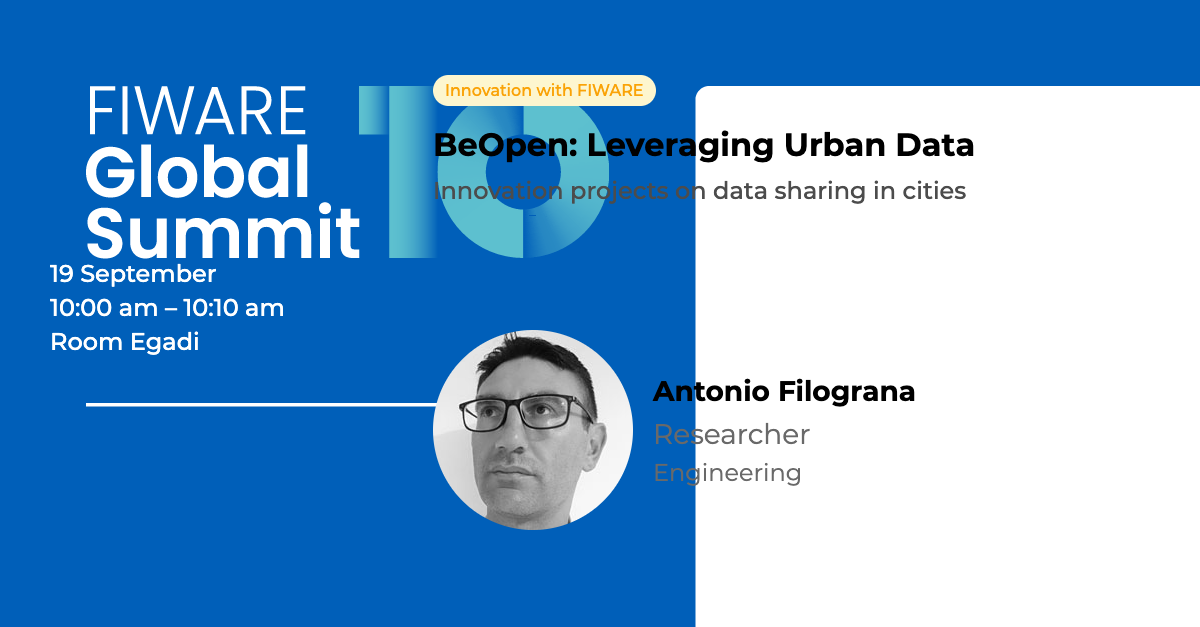 FIWARE
Global
Summit
10
19 September
10:00 am – 10:10 am
Room Egadi
Innovation with FIWARE
BeOpen: Leveraging Urban Data
Innovation projects on data sharing in cities
Antonio Filograna
Researcher
Engineering